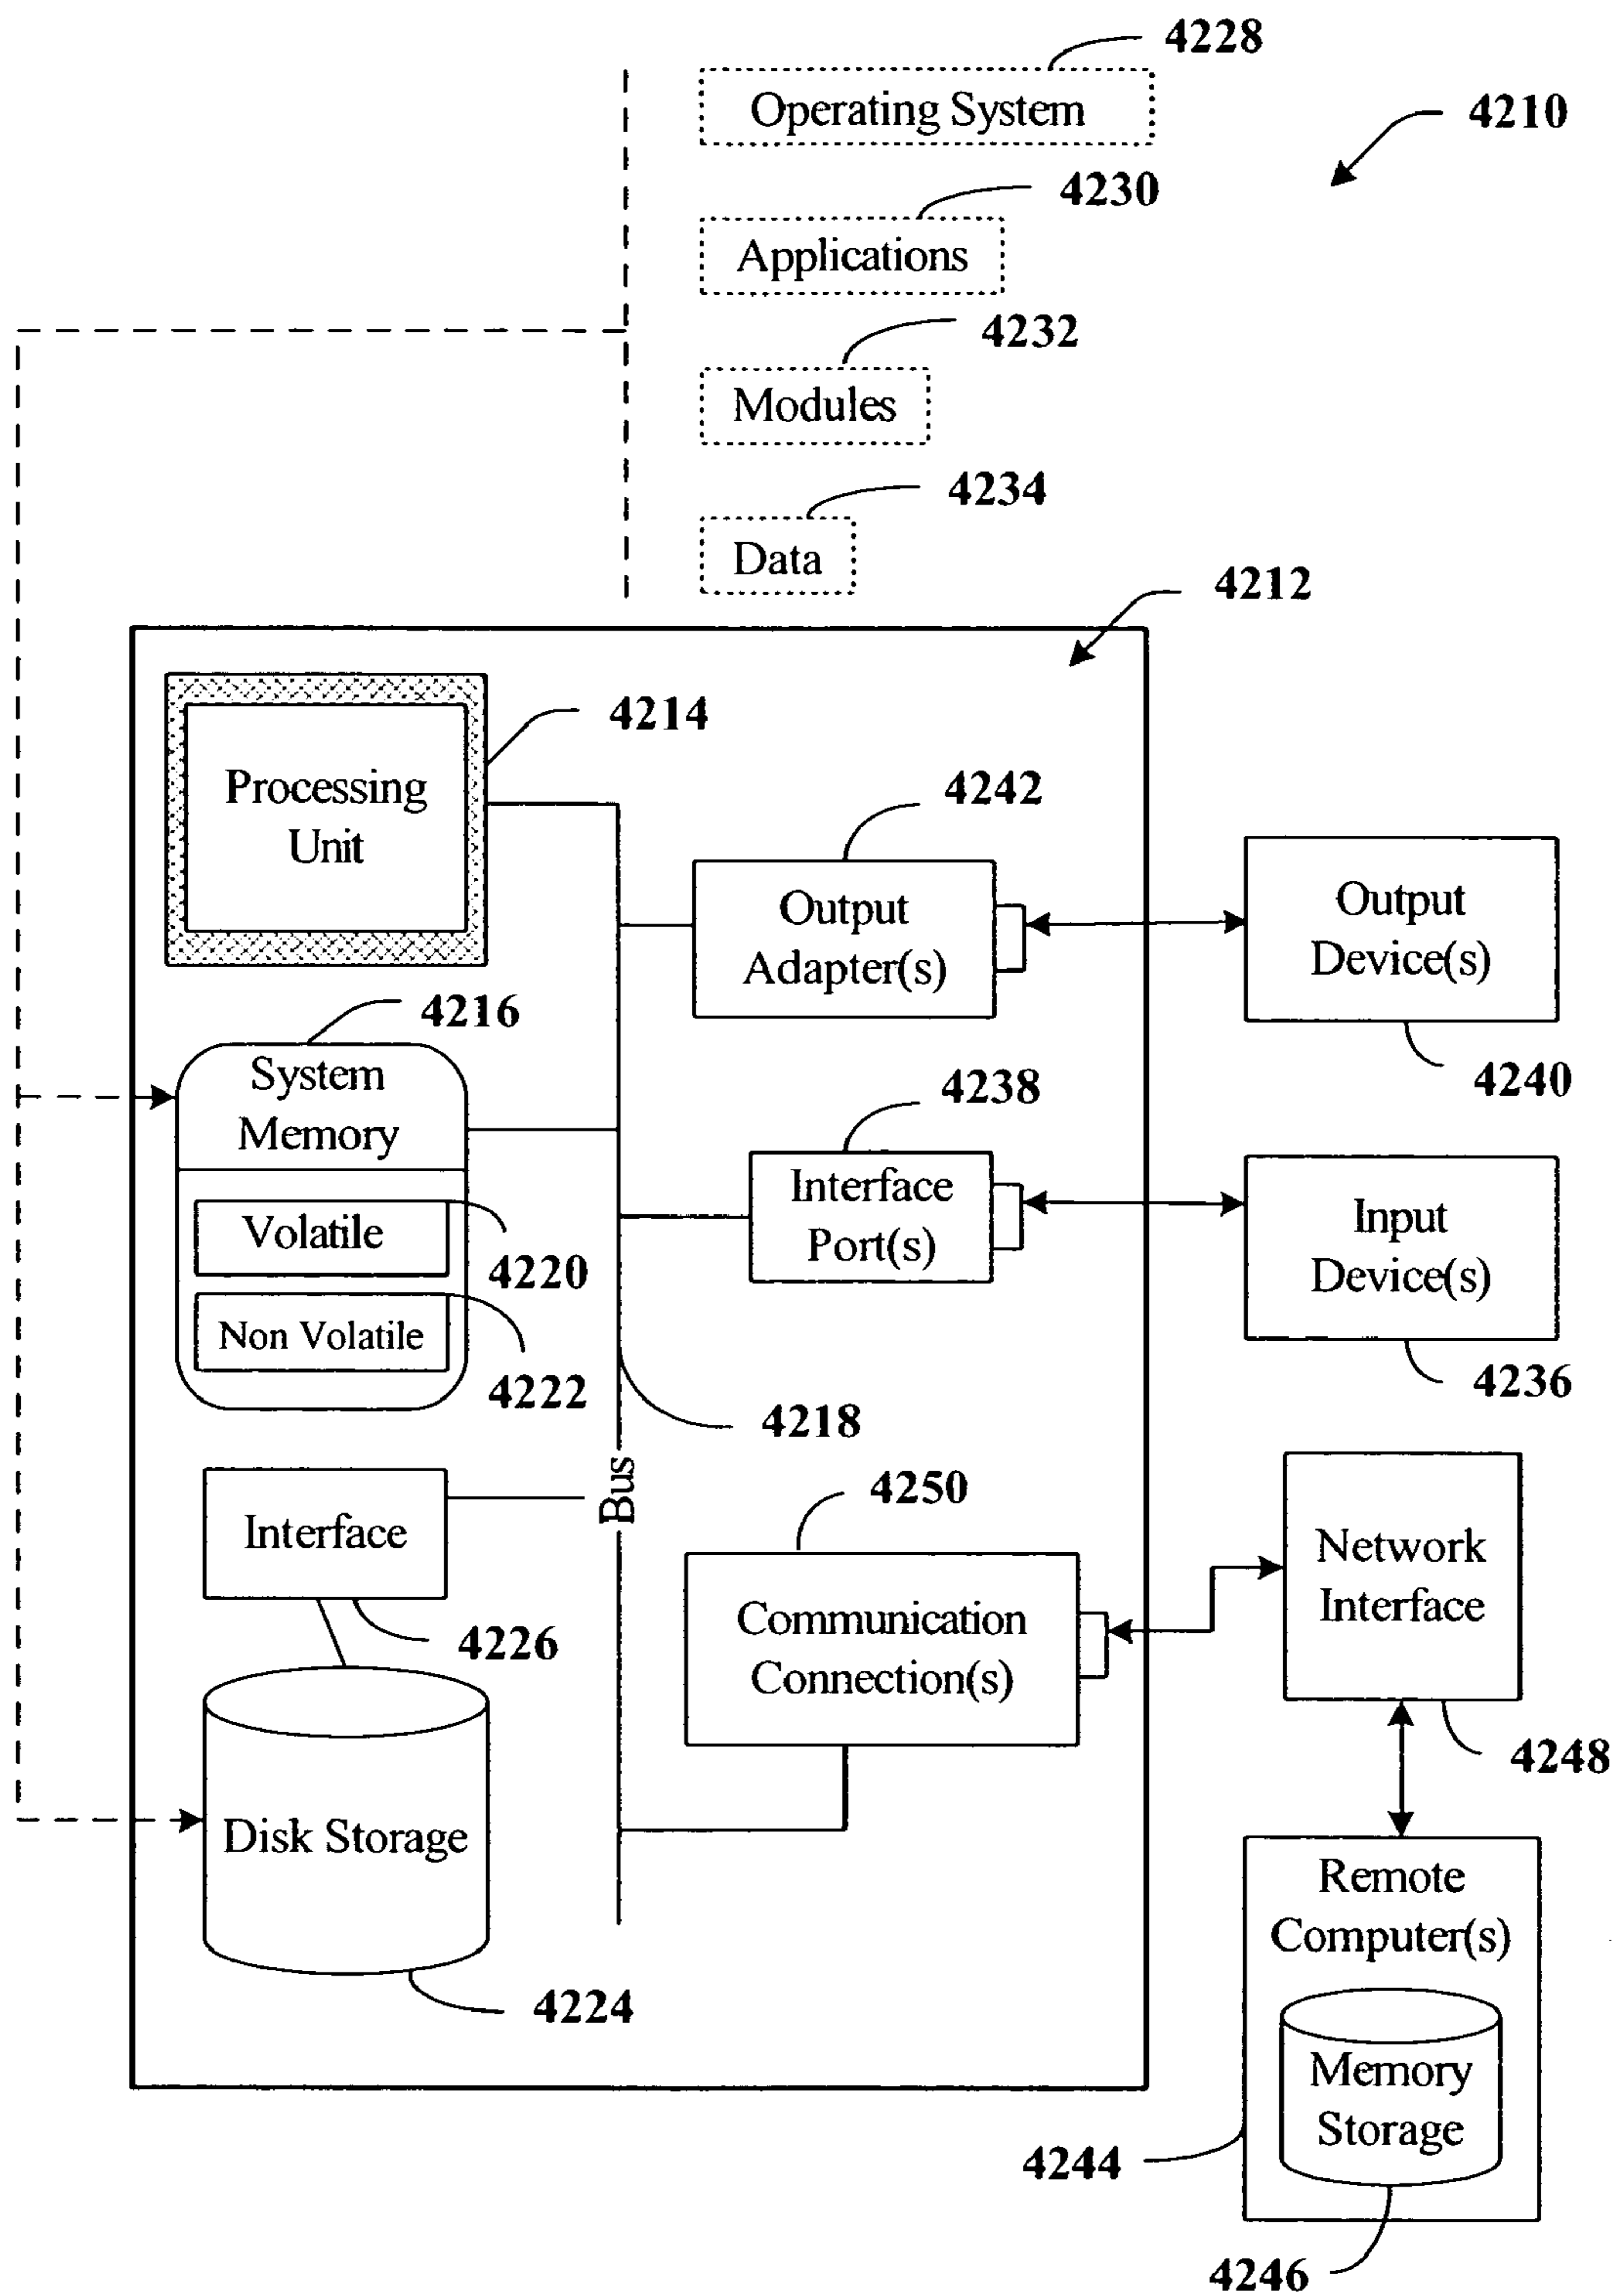 4228
Operating System
4210
4230
Applications
4232
Modules
4234
Data
4212
4214
Processing
Unit
4242
Output
Adapter(s)
Output
Device(s)
4240
4216
System
Memory
4238
Interface
Port(s)
Input
Device(s)
4236
Volatile
4220
Non Volatile
4222
4218
Bus
Interface
4226
4250
Communication
Connection(s)
Network
Interface
4248
Disk Storage
4224
Remote
Computer(s)
Memory
Storage
4244
4246